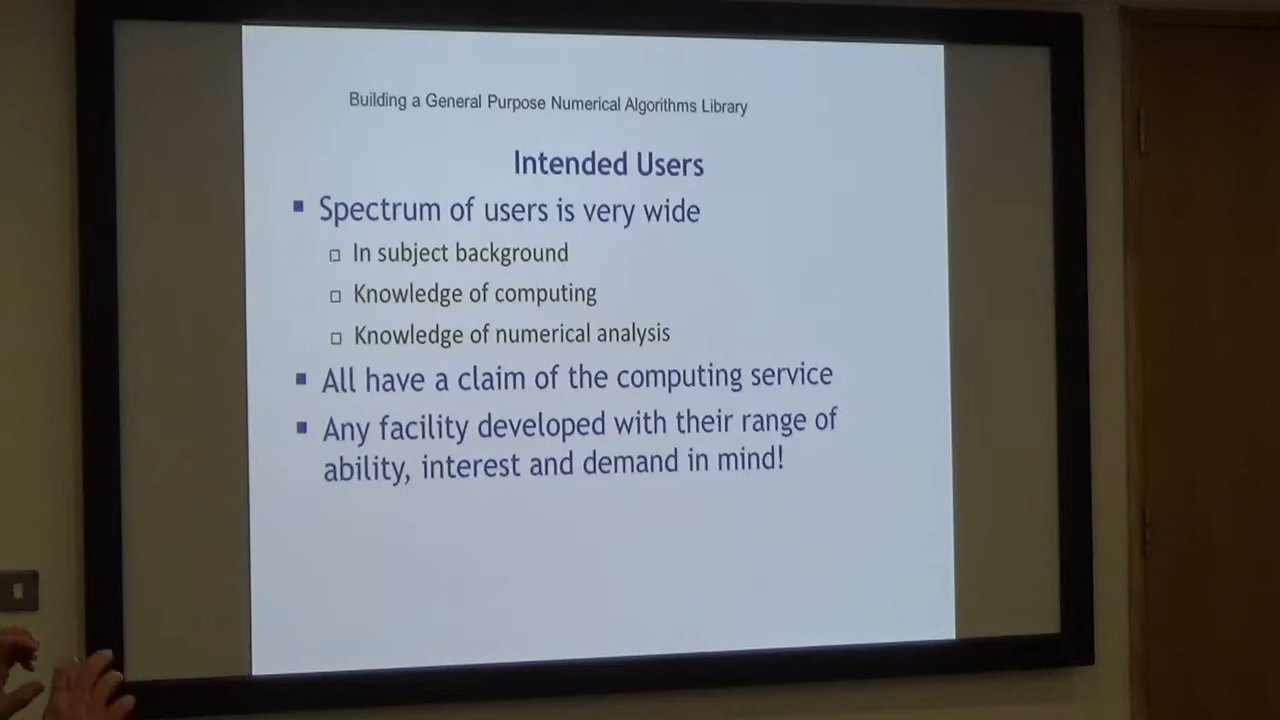 Building a General Purpose Numerical Algorithms Library
Intended Users
▪ Spectrum of users is very wide
□ In subject background
□ Knowledge of computing
□ Knowledge of numerical analysis
▪ All have a claim of the computing service
▪ Any facility developed with their range of
ability, interest and demand in mind!